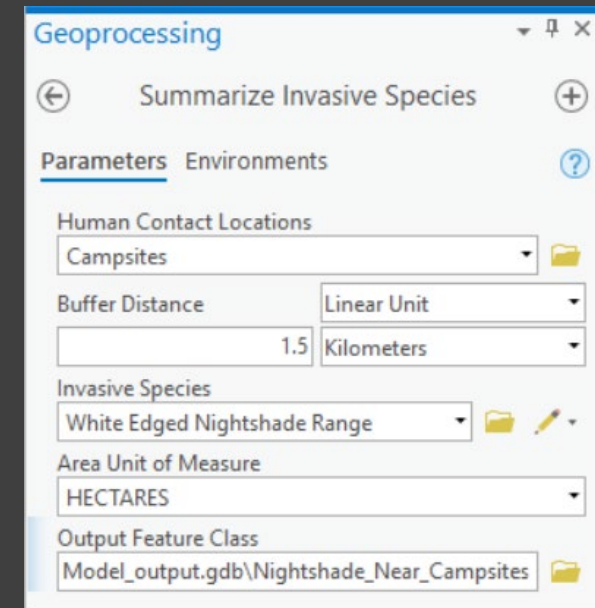 Geoprocessing
Summarize Invasive Species
Parameters Environments
?
Human Contact Locations
Campsites
Buffer Distance Linear Unit
1.5 Kilometers
Invasive Species
White Edged Nightshade Range
Area Unit of Measure
HECTARES
Output Feature Class
Model_output.gdb\Nightshade_Near_Campsites